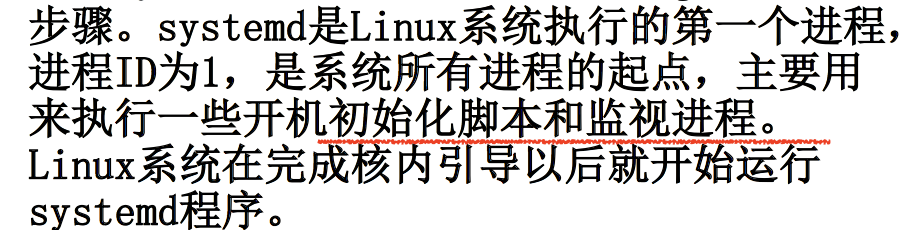 步骤。systemd是Linux系统执行的第一个进程，
进程ID为1，是系统所有进程的起点，主要用
来执行一些开机初始化脚本和监视进程。
Linux系统在完成核内引导以后就开始运行
systemd程序。